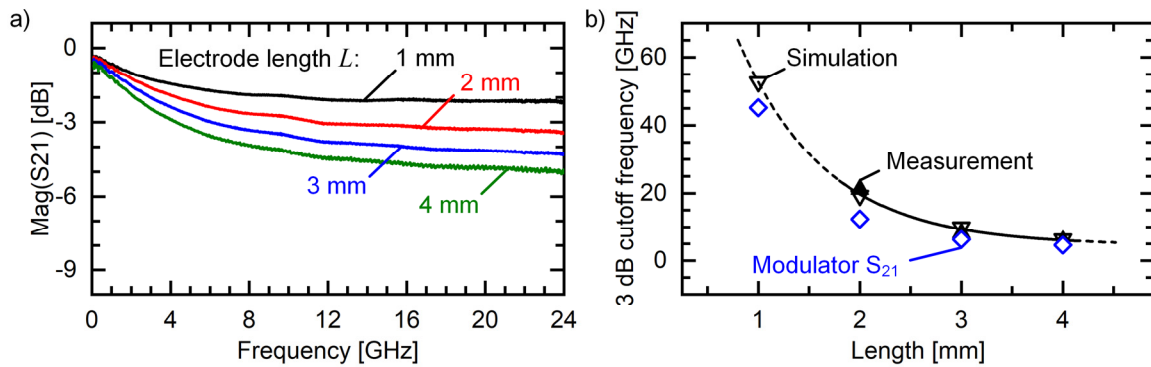 a)
Mag(S21) [dB]
0
-3
-6
-9
Electrode length L:
1 mm
2 mm
3 mm
4 mm
0 4 8 12 16 20 24
Frequency [GHz]
b)
3 dB cutoff frequency [GHz]
60
40
20
0
Simulation
Measurement
Modulator S21
1 2 3 4
Length [mm]